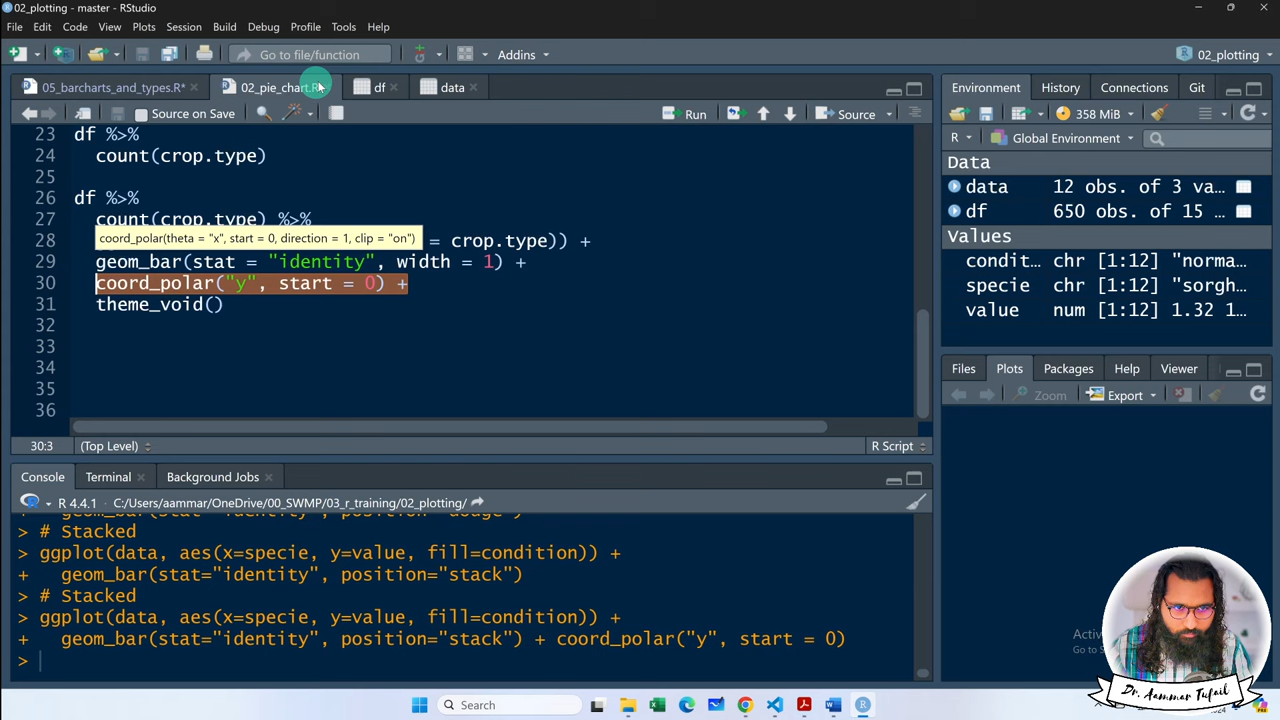 02_plotting - master - RStudio
File Edit Code View Plots Session Build Debug Profile Tools Help
Go to file/function Addins 02_plotting
05_barcharts_and_types.R* 02_pie_chart.R df data
Source on Save Run Source
23 df %>%
24 count(crop.type)
25
26 df %>%
27 count(crop.type) %>%
coord_polar(theta = "x", start = 0, direction = 1, clip = "on")
28 = crop.type)) +
29 geom_bar(stat = "identity", width = 1) +
30 coord_polar("y", start = 0) +
31 theme_void()
32
33
34
35
36
30:3 (Top Level) R Script
Console Terminal Background Jobs
R 4.4.1 C:/Users/aammar/OneDrive/00_SWMP/03_r_training/02_plotting/
+ geom_bar(stat="identity", position="dodge")
> # Stacked
> ggplot(data, aes(x=specie, y=value, fill=condition)) +
+ geom_bar(stat="identity", position="stack")
> # Stacked
> ggplot(data, aes(x=specie, y=value, fill=condition)) +
+ geom_bar(stat="identity", position="stack") + coord_polar("y", start = 0)
>
Environment History Connections Git
358 MiB
R Global Environment
Data
data 12 obs. of 3 va…
df 650 obs. of 15
Values
condit… chr [1:12] "norma…
specie chr [1:12] "sorgh…
value num [1:12] 1.32 1…
Files Plots Packages Help Viewer
Zoom Export
Go to S
Dr. Aammar Tufail
Search